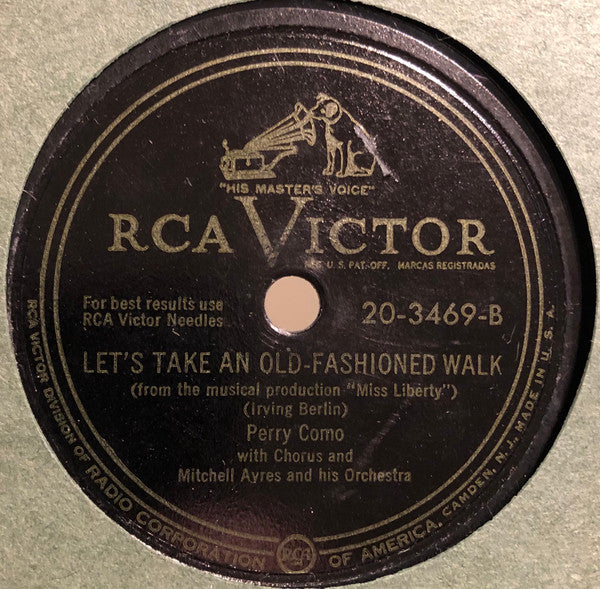 "HIS MASTER'S VOICE"
RCA VICTOR
U.S. PAT. OFF. MARCAS REGISTRADAS
For best results use
RCA Victor Needles
20-3469-B
LET'S TAKE AN OLD-FASHIONED WALK
(from the musical production "Miss Liberty")
(Irving Berlin)
Perry Como
with Chorus and
Mitchell Ayres and his Orchestra
RCA VICTOR DIVISION OF RADIO CORPORATION OF AMERICA, CAMDEN, N. J. MADE IN U. S. A.
RCA